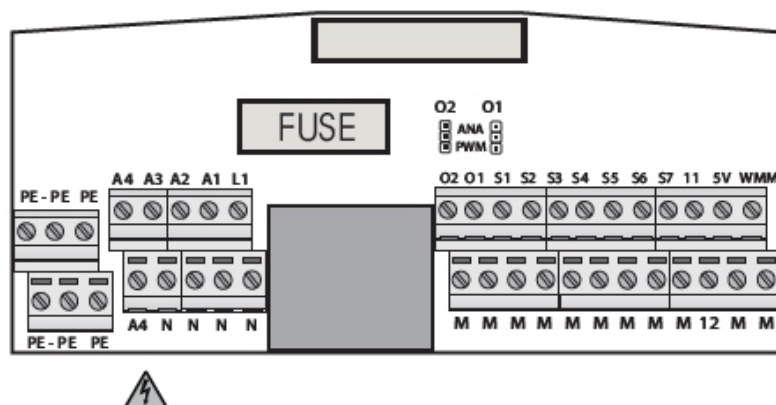 O2 O1
FUSE
ANA
PWM
A4 A3 A2 A1 L1
O2 O1 S1 S2 S3 S4 S5 S6 S7 11 5V WMM
PE-PE PE
A4 N N N N
M M M M M M M M 12 M M
PE-PE PE